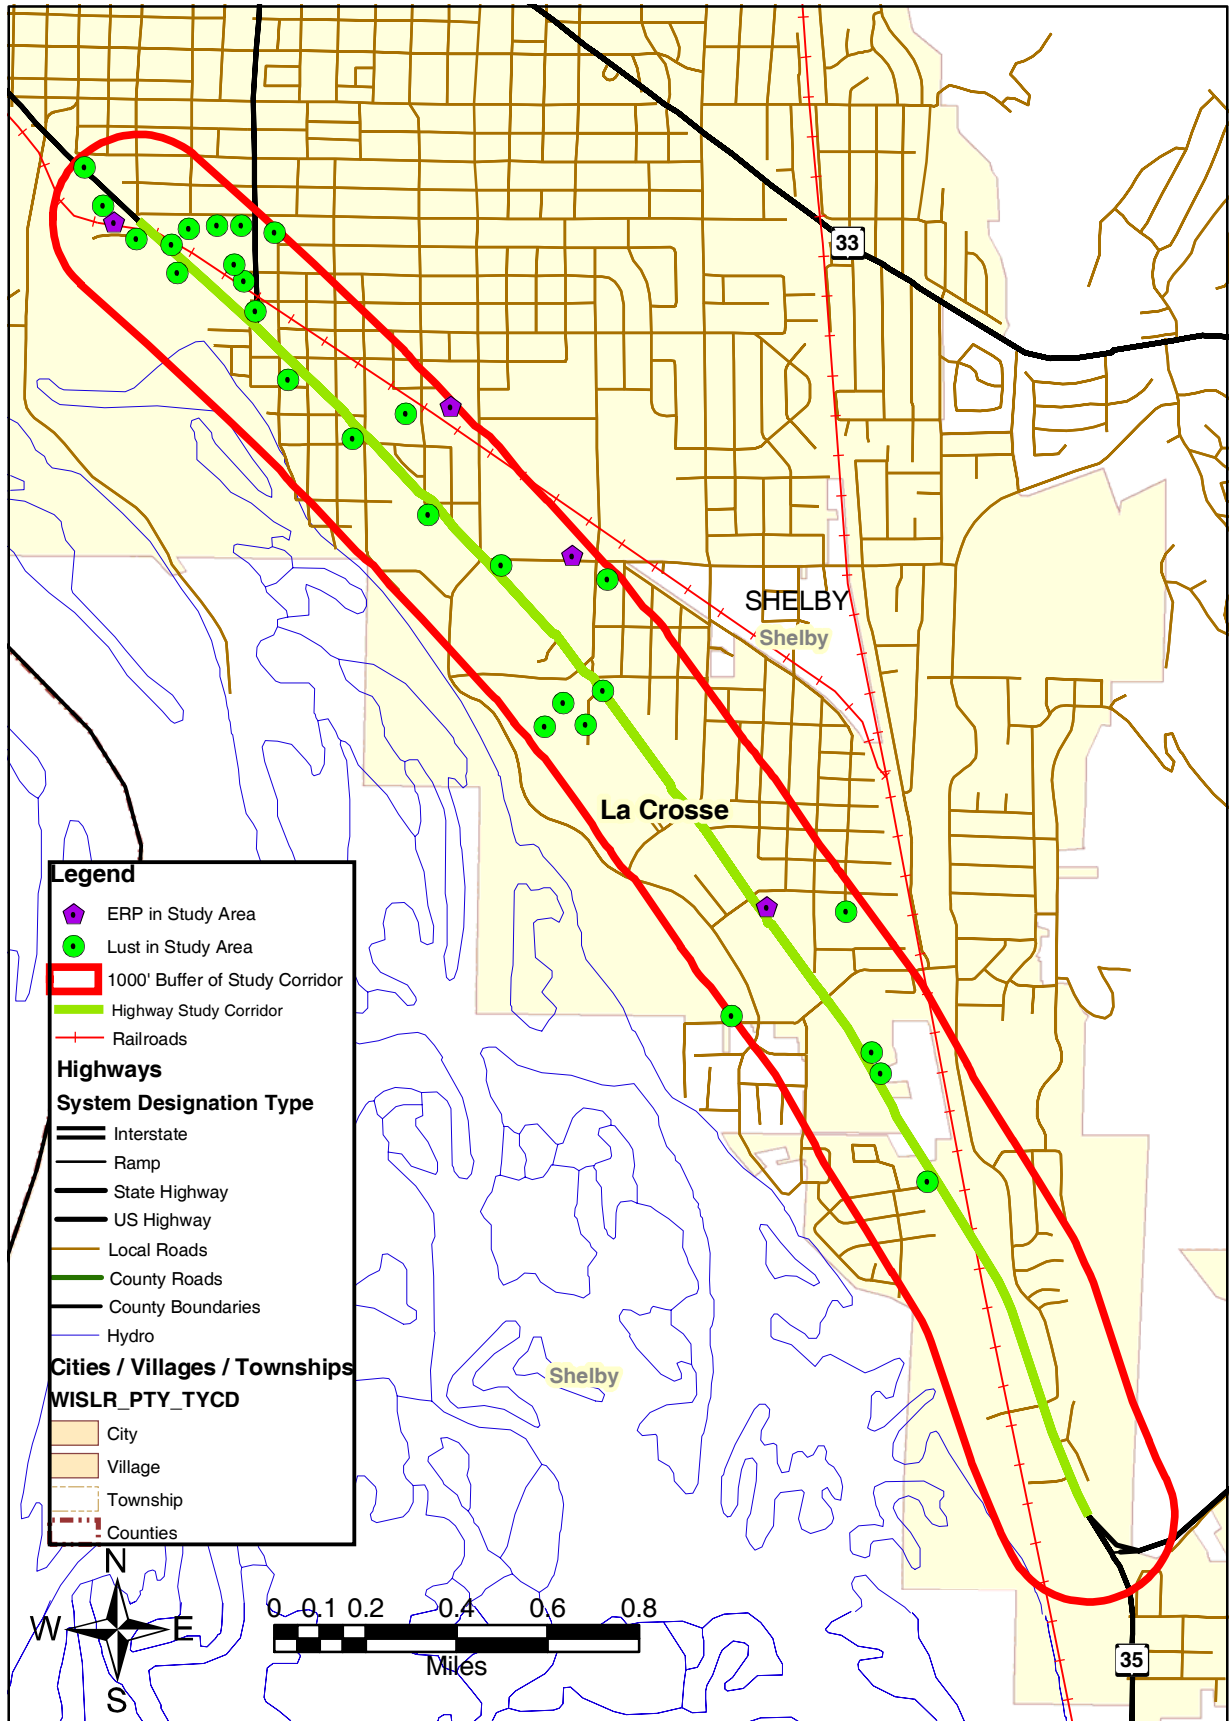 33
SHELBY
Shelby
La Crosse
Legend
ERP in Study Area
Lust in Study Area
1000' Buffer of Study Corridor
Highway Study Corridor
Railroads
Highways
System Designation Type
Interstate
Ramp
State Highway
US Highway
Local Roads
County Roads
County Boundaries
Hydro
Cities / Villages / Townships
WISLR_PTY_TYCD
City
Village
Township
Counties
Shelby
N
W E
S
0 0.1 0.2 0.4 0.6 0.8
Miles
35